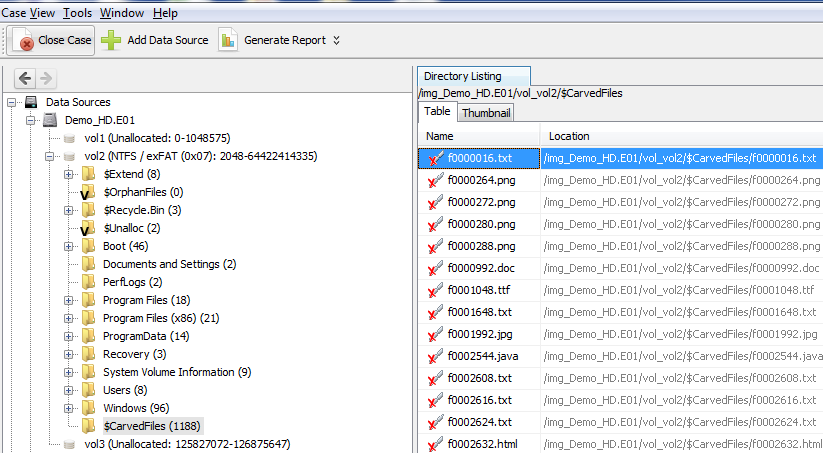 Case View Tools Window Help
Close Case Add Data Source Generate Report
Data Sources
Demo_HD.E01
vol1 (Unallocated: 0-1048575)
vol2 (NTFS / exFAT (0x07): 2048-64422414335)
$Extend (8)
$OrphanFiles (0)
$Recycle.Bin (3)
$Unalloc (2)
Boot (46)
Documents and Settings (2)
PerfLogs (2)
Program Files (18)
Program Files (x86) (21)
ProgramData (14)
Recovery (3)
System Volume Information (9)
Users (8)
Windows (96)
$CarvedFiles (1188)
vol3 (Unallocated: 125827072-126875647)
Directory Listing
/img_Demo_HD.E01/vol_vol2/$CarvedFiles
Table Thumbnail
Name Location
f0000016.txt /img_Demo_HD.E01/vol_vol2/$CarvedFiles/f0000016.txt
f0000264.png /img_Demo_HD.E01/vol_vol2/$CarvedFiles/f0000264.png
f0000272.png /img_Demo_HD.E01/vol_vol2/$CarvedFiles/f0000272.png
f0000280.png /img_Demo_HD.E01/vol_vol2/$CarvedFiles/f0000280.png
f0000288.png /img_Demo_HD.E01/vol_vol2/$CarvedFiles/f0000288.png
f0000992.doc /img_Demo_HD.E01/vol_vol2/$CarvedFiles/f0000992.doc
f0001048.ttf /img_Demo_HD.E01/vol_vol2/$CarvedFiles/f0001048.ttf
f0001648.txt /img_Demo_HD.E01/vol_vol2/$CarvedFiles/f0001648.txt
f0001992.jpg /img_Demo_HD.E01/vol_vol2/$CarvedFiles/f0001992.jpg
f0002544.java /img_Demo_HD.E01/vol_vol2/$CarvedFiles/f0002544.java
f0002608.txt /img_Demo_HD.E01/vol_vol2/$CarvedFiles/f0002608.txt
f0002616.txt /img_Demo_HD.E01/vol_vol2/$CarvedFiles/f0002616.txt
f0002624.txt /img_Demo_HD.E01/vol_vol2/$CarvedFiles/f0002624.txt
f0002632.html /img_Demo_HD.E01/vol_vol2/$CarvedFiles/f0002632.html